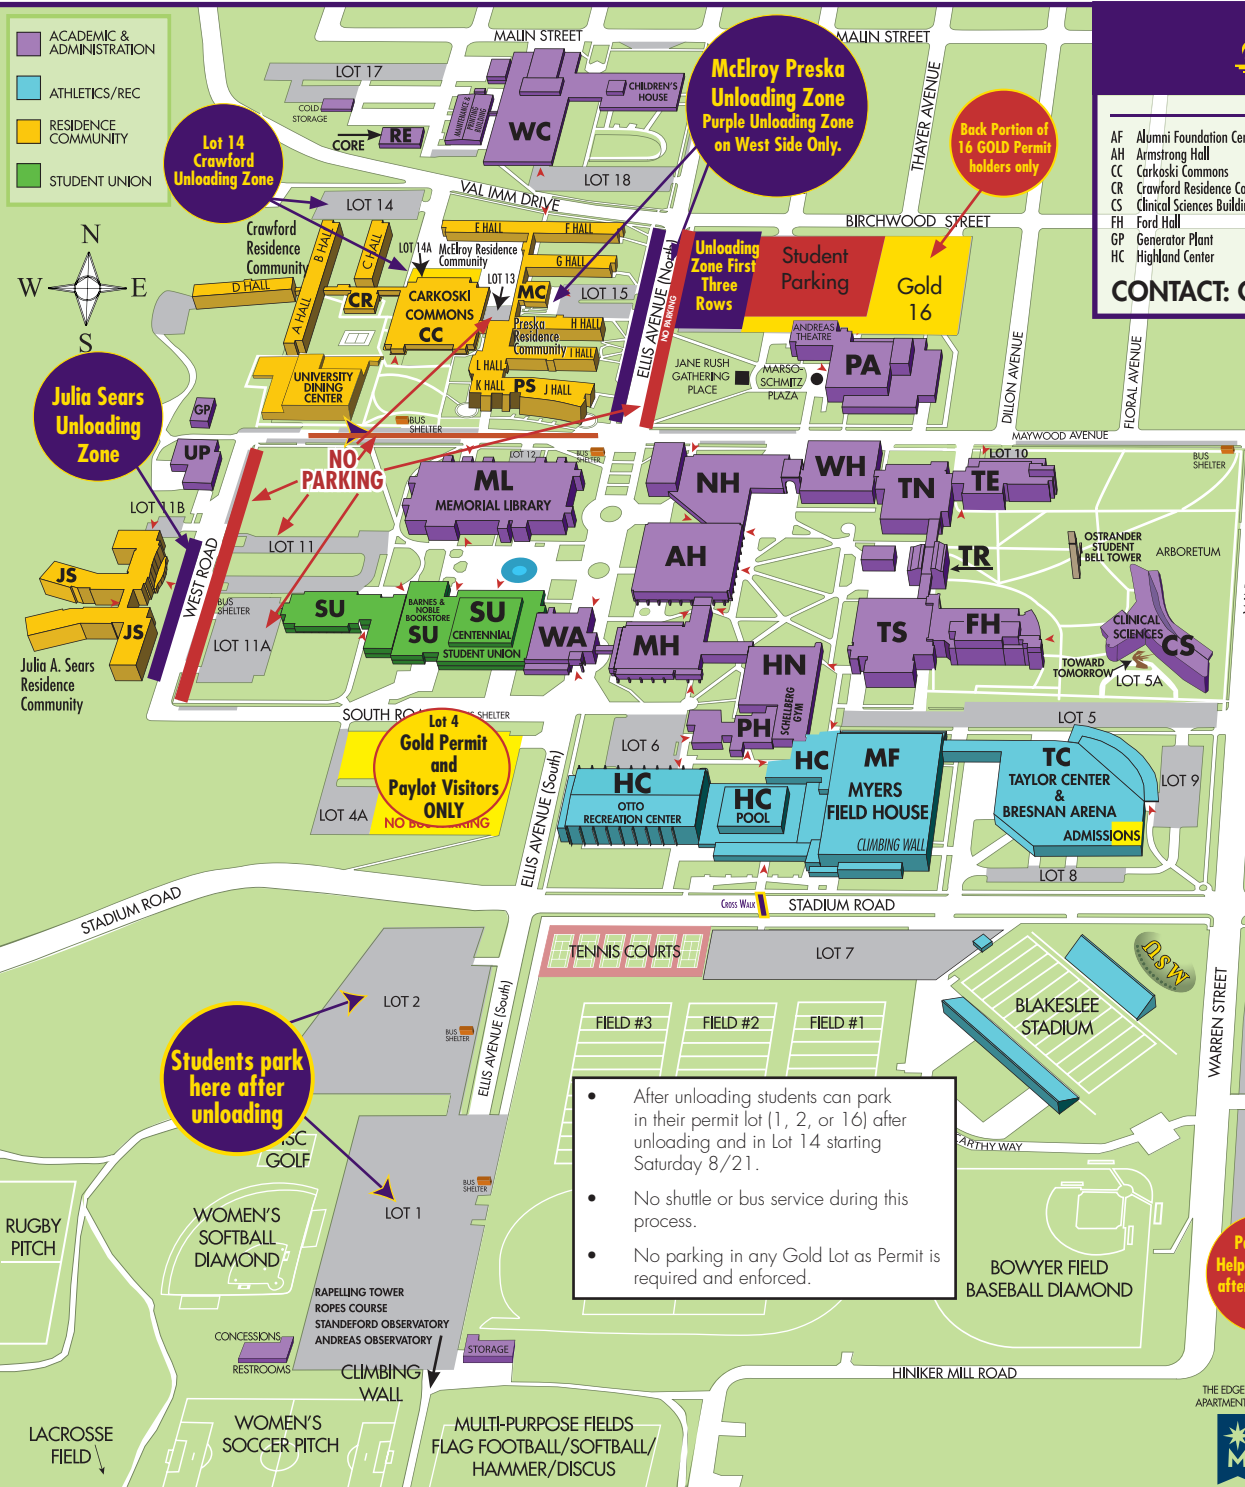 ACADEMIC &
ADMINISTRATION
ATHLETICS/REC
RESIDENCE
COMMUNITY
STUDENT UNION
MALIN STREET
MALIN STREET
LOT 17
COLD
STORAGE
CORE
RE
MAINTENANCE &
PRINTING
BUILDING
WC
CHILDREN'S
HOUSE
LOT 18
VAL IMM DRIVE
THAYER AVENUE
BIRCHWOOD STREET
McElroy Preska
Unloading Zone
Purple Unloading Zone
on West Side Only.
Back Portion of
16 GOLD Permit
holders only
AF Alumni Foundation Cen
AH Armstrong Hall
CC Carkoski Commons
CR Crawford Residence Co
CS Clinical Sciences Buildin
FH Ford Hall
GP Generator Plant
HC Highland Center
CONTACT:
Lot 14
Crawford
Unloading Zone
N
W
E
S
LOT 14
Crawford
Residence
Community
B HALL
C HALL
D HALL
A HALL
CR
LOT 14A
McElroy Residence
Community
E HALL
F HALL
G HALL
LOT 13
MC
LOT 15
CARKOSKI
COMMONS
CC
Preska
Residence
Community
H HALL
I HALL
L HALL
K HALL
PS
J HALL
UNIVERSITY
DINING
CENTER
ELLIS AVENUE (North)
NO PARKING
Unloading
Zone First
Three
Rows
Student
Parking
Gold
16
ANDREAS
THEATRE
PA
JANE RUSH
GATHERING
PLACE
MARSO-
SCHMITZ
PLAZA
DILLON AVENUE
FLORAL AVENUE
MAYWOOD AVENUE
BUS
SHELTER
Julia Sears
Unloading
Zone
GP
UP
BUS
SHELTER
NO
PARKING
LOT 12
BUS
SHELTER
ML
MEMORIAL LIBRARY
NH
WH
TN
TE
LOT 10
LOT 11B
LOT 11
WEST ROAD
JS
JS
BUS
SHELTER
LOT 11A
Julia A. Sears
Residence
Community
AH
TR
OSTRANDER
STUDENT
BELL TOWER
ARBORETUM
SU
BARNES &
NOBLE
BOOKSTORE
SU
SU
CENTENNIAL
STUDENT UNION
WA
MH
HN
SCHELLBERG
GYM
PH
TS
FH
CLINICAL
SCIENCES
CS
TOWARD
TOMORROW
LOT 5A
LOT 5
SOUTH RO
SHELTER
Lot 4
Gold Permit
and
Paylot Visitors
ONLY
LOT 4A
NO BU
KING
ELLIS AVENUE (South)
LOT 6
HC
OTTO
RECREATION CENTER
HC
POOL
HC
MF
MYERS
FIELD HOUSE
CLIMBING WALL
TC
TAYLOR CENTER
&
BRESNAN ARENA
ADMISSIONS
LOT 9
LOT 8
STADIUM ROAD
CROSS WALK
STADIUM ROAD
TENNIS COURTS
LOT 7
MSU
BLAKESLEE
STADIUM
WARREN STREET
LOT 2
BUS
SHELTER
ELLIS AVENUE (South)
FIELD #3
FIELD #2
FIELD #1
Students park
here after
unloading
ISC
GOLF
• After unloading students can park
in their permit lot (1, 2, or 16) after
unloading and in Lot 14 starting
Saturday 8/21.
• No shuttle or bus service during this
process.
• No parking in any Gold Lot as Permit is
required and enforced.
ARTHY WAY
BUS
SHELTER
LOT 1
RUGBY
PITCH
WOMEN'S
SOFTBALL
DIAMOND
BOWYER FIELD
BASEBALL DIAMOND
Help
after
RAPELLING TOWER
ROPES COURSE
STANDEFORD OBSERVATORY
ANDREAS OBSERVATORY
CONCESSIONS
RESTROOMS
CLIMBING
WALL
STORAGE
HINIKER MILL ROAD
THE EDGE
APARTMENT
LACROSSE
FIELD
WOMEN'S
SOCCER PITCH
MULTI-PURPOSE FIELDS
FLAG FOOTBALL/SOFTBALL/
HAMMER/DISCUS
M